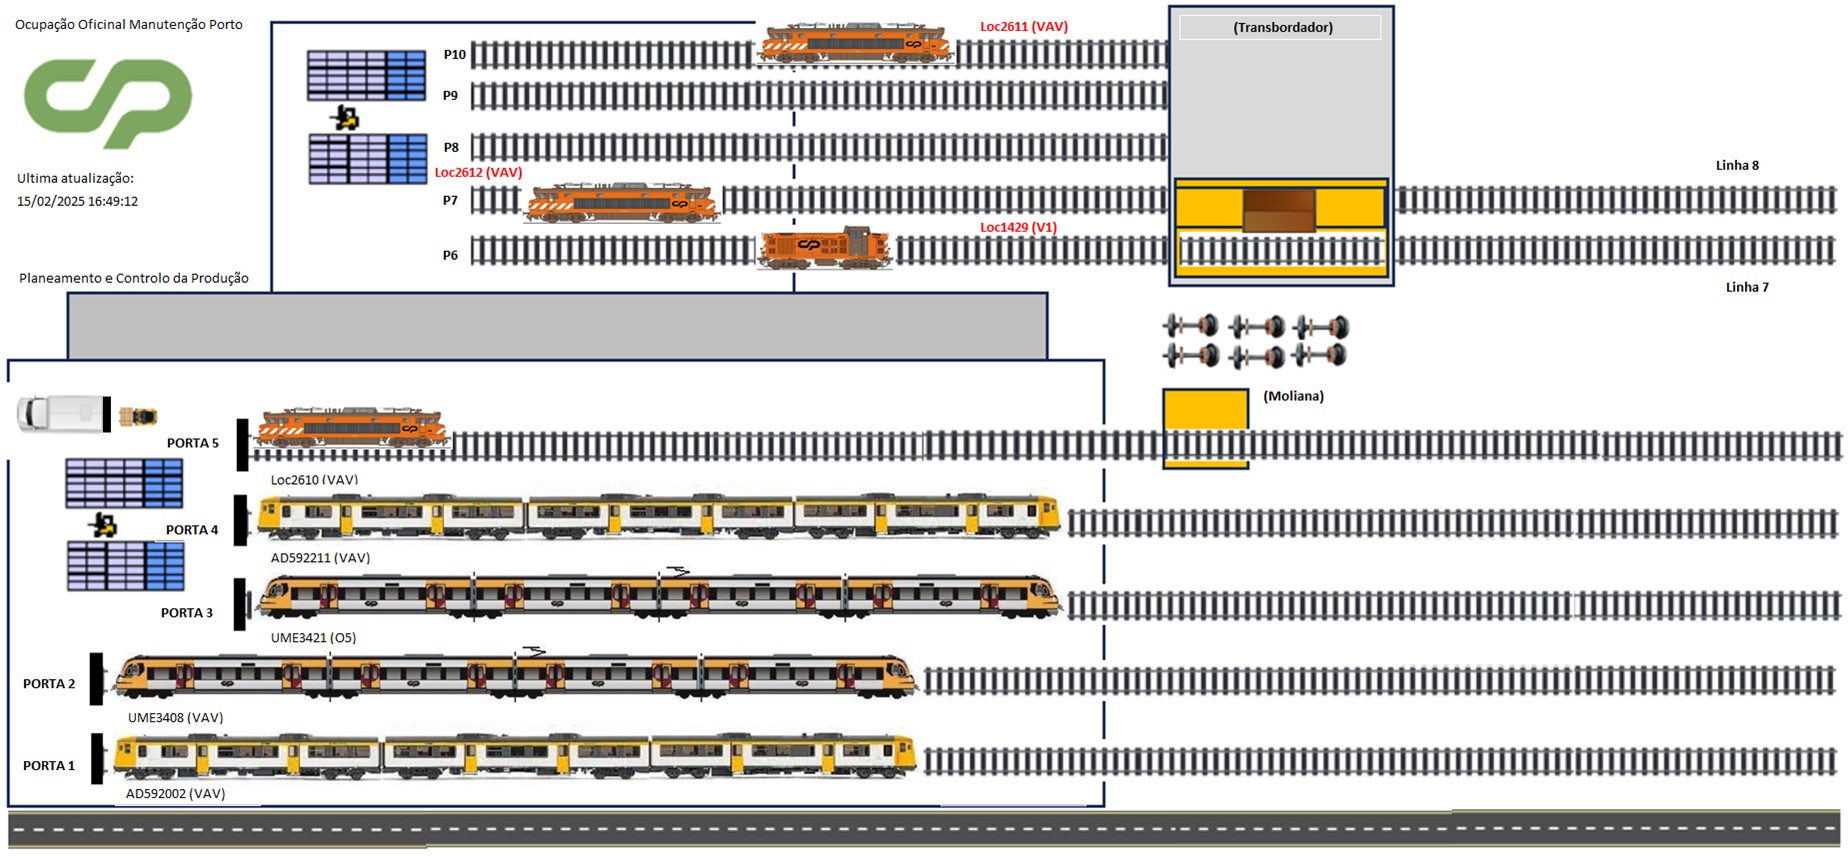 Ocupação Oficinal Manutenção Porto
Loc2611 (VAV)
(Transbordador)
P10
P9
P8
Linha 8
Loc2612 (VAV)
Ultima atualização:
15/02/2025 16:49:12
P7
Loc1429 (V1)
P6
Planeamento e Controlo da Produção
Linha 7
(Moliana)
PORTA 5
Loc2610 (VAV)
PORTA 4
AD592211 (VAV)
PORTA 3
UME3421 (O5)
PORTA 2
UME3408 (VAV)
PORTA 1
AD592002 (VAV)